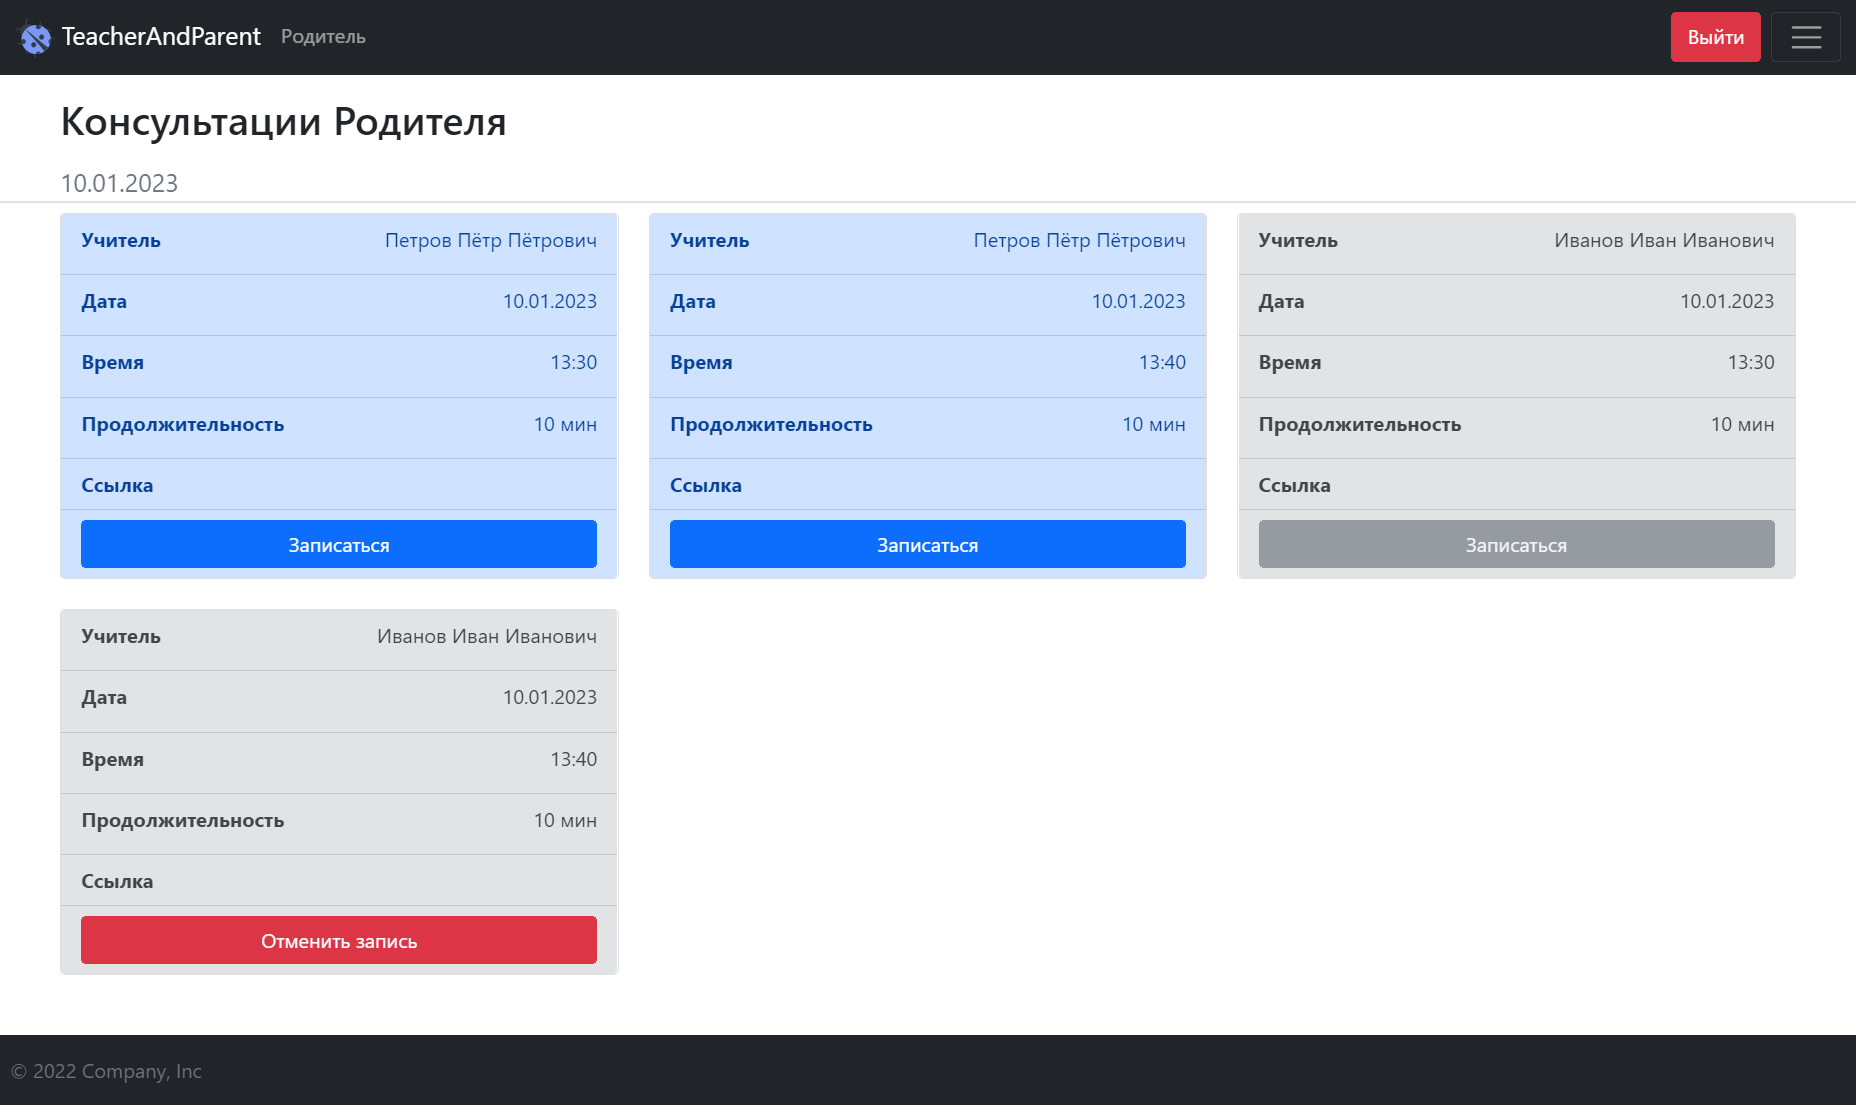 TeacherAndParent Родитель Выйти
Консультации Родителя
10.01.2023
Учитель Петров Пётр Пётрович
Дата 10.01.2023
Время 13:30
Продолжительность 10 мин
Ссылка
Записаться
Учитель Петров Пётр Пётрович
Дата 10.01.2023
Время 13:40
Продолжительность 10 мин
Ссылка
Записаться
Учитель Иванов Иван Иванович
Дата 10.01.2023
Время 13:30
Продолжительность 10 мин
Ссылка
Записаться
Учитель Иванов Иван Иванович
Дата 10.01.2023
Время 13:40
Продолжительность 10 мин
Ссылка
Отменить запись
© 2022 Company, Inc